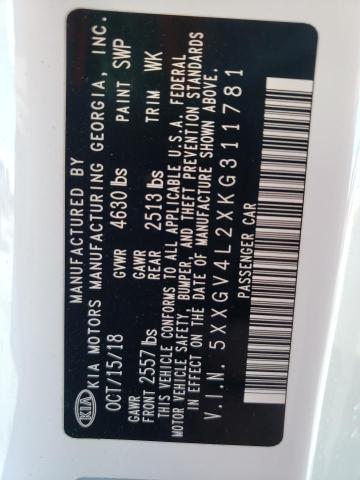 KIA
MANUFACTURED BY
KIA MOTORS MANUFACTURING GEORGIA, INC.
OCT/15/18 GVWR 4630 lbs PAINT SWP
GAWR FRONT 2557 lbs GAWR REAR 2513 lbs TRIM WK
THIS VEHICLE CONFORMS TO ALL APPLICABLE U.S.A. FEDERAL
MOTOR VEHICLE SAFETY, BUMPER, AND THEFT PREVENTION STANDARDS
IN EFFECT ON THE DATE OF MANUFACTURE SHOWN ABOVE.
V.I.N. 5XXGV4L2XKG311781
PASSENGER CAR